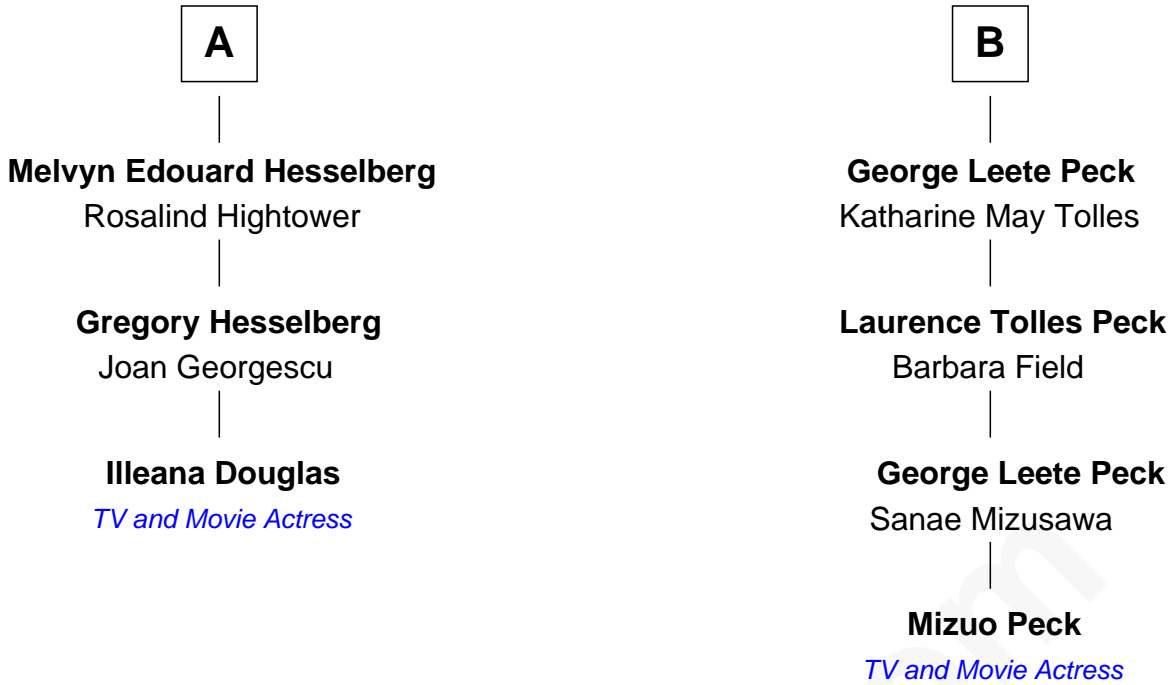 A
Melvyn Edouard Hesselberg
Rosalind Hightower
Gregory Hesselberg
Joan Georgescu
Illeana Douglas
TV and Movie Actress
B
George Leete Peck
Katharine May Tolles
Laurence Tolles Peck
Barbara Field
George Leete Peck
Sanae Mizusawa
Mizuo Peck
TV and Movie Actress
om